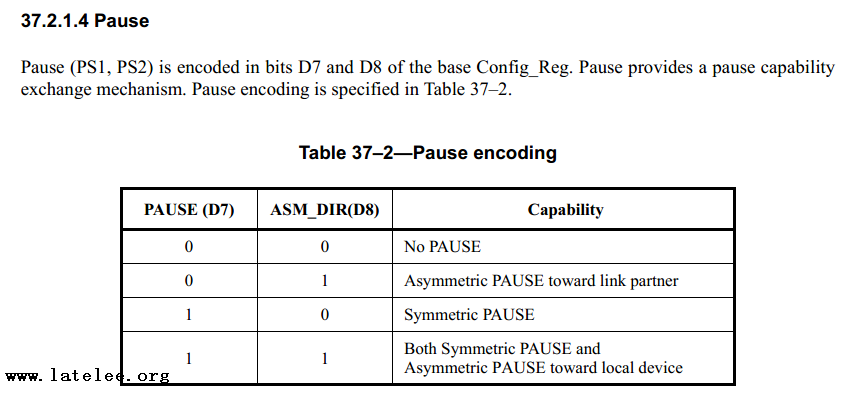 37.2.1.4 Pause
Pause (PS1, PS2) is encoded in bits D7 and D8 of the base Config_Reg. Pause provides a pause capability
exchange mechanism. Pause encoding is specified in Table 37–2.
Table 37–2—Pause encoding
PAUSE (D7) ASM_DIR(D8) Capability
0 0 No PAUSE
0 1 Asymmetric PAUSE toward link partner
1 0 Symmetric PAUSE
1 1 Both Symmetric PAUSE and
Asymmetric PAUSE toward local device
www.latelee.org